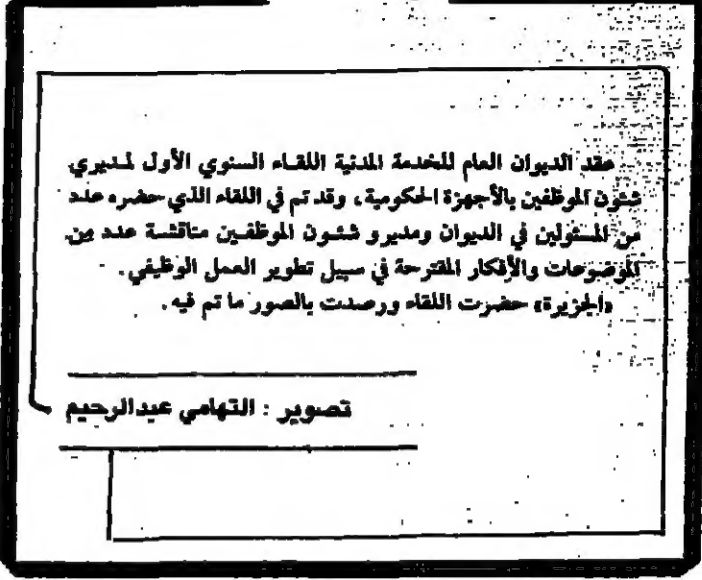 عقد الديوان العام للخدمة المدنية اللقاء السنوي الأول لمديري
شئون الموظفين بالأجهزة الحكومية، وقد تم في اللقاء الذي حضره عدد
من المسئولين في الديوان ومديرو شئون الموظفين مناقشة عدد من
الموضوعات والأفكار المقترحة في سبيل تطوير العمل الوظيفي.
«الجزيرة» حضرت اللقاء ورصدت بالصور ما تم فيه.
تصوير : التهامي عبدالرحيم